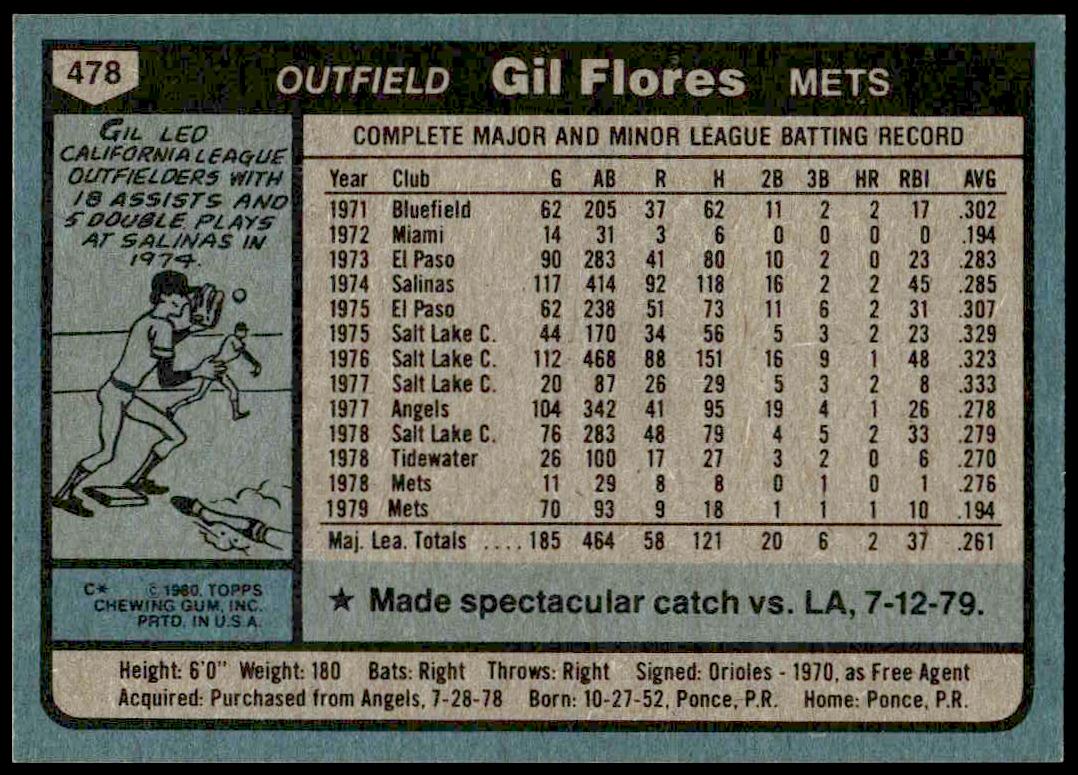 478
OUTFIELD Gil Flores METS
GIL LED
CALIFORNIA LEAGUE
OUTFIELDERS WITH
18 ASSISTS AND
5 DOUBLE PLAYS
AT SALINAS IN
1974.
C* © 1980. TOPPS
CHEWING GUM, INC.
PRTD. IN U.S.A.
COMPLETE MAJOR AND MINOR LEAGUE BATTING RECORD
Year Club G AB R H 2B 3B HR RBI AVG
1971 Bluefield 62 205 37 62 11 2 2 17 .302
1972 Miami 14 31 3 6 0 0 0 0 .194
1973 El Paso 90 283 41 80 10 2 0 23 .283
1974 Salinas 117 414 92 118 16 2 2 45 .285
1975 El Paso 62 238 51 73 11 6 2 31 .307
1975 Salt Lake C. 44 170 34 56 5 3 2 23 .329
1976 Salt Lake C. 112 468 88 151 16 9 1 48 .323
1977 Salt Lake C. 20 87 26 29 5 3 2 8 .333
1977 Angels 104 342 41 95 19 4 1 26 .278
1978 Salt Lake C. 76 283 48 79 4 5 2 33 .279
1978 Tidewater 26 100 17 27 3 2 0 6 .270
1978 Mets 11 29 8 8 0 1 0 1 .276
1979 Mets 70 93 9 18 1 1 1 10 .194
Maj. Lea. Totals .... 185 464 58 121 20 6 2 37 .261
★ Made spectacular catch vs. LA, 7-12-79.
Height: 6'0" Weight: 180 Bats: Right Throws: Right Signed: Orioles - 1970, as Free Agent
Acquired: Purchased from Angels, 7-28-78 Born: 10-27-52, Ponce, P.R. Home: Ponce, P.R.